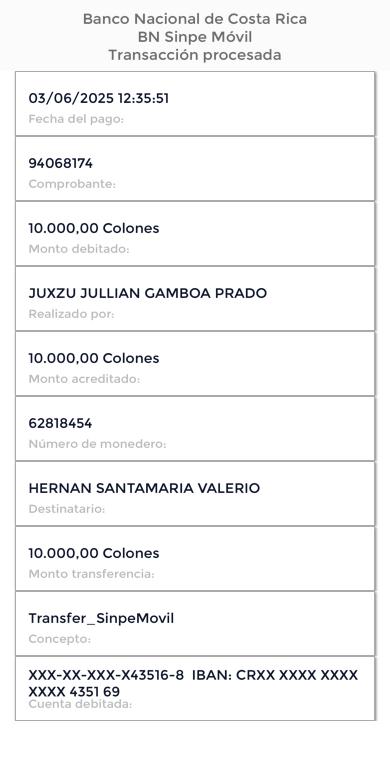 Banco Nacional de Costa Rica
BN Sinpe Móvil
Transacción procesada
03/06/2025 12:35:51
Fecha del pago:
94068174
Comprobante:
10.000,00 Colones
Monto debitado:
JUXZU JULLIAN GAMBOA PRADO
Realizado por:
10.000,00 Colones
Monto acreditado:
62818454
Número de monedero:
HERNAN SANTAMARIA VALERIO
Destinatario:
10.000,00 Colones
Monto transferencia:
Transfer_SinpeMovil
Concepto:
XXX-XX-XXX-X43516-8  IBAN: CRXX XXXX XXXX
XXXX 4351 69
Cuenta debitada: